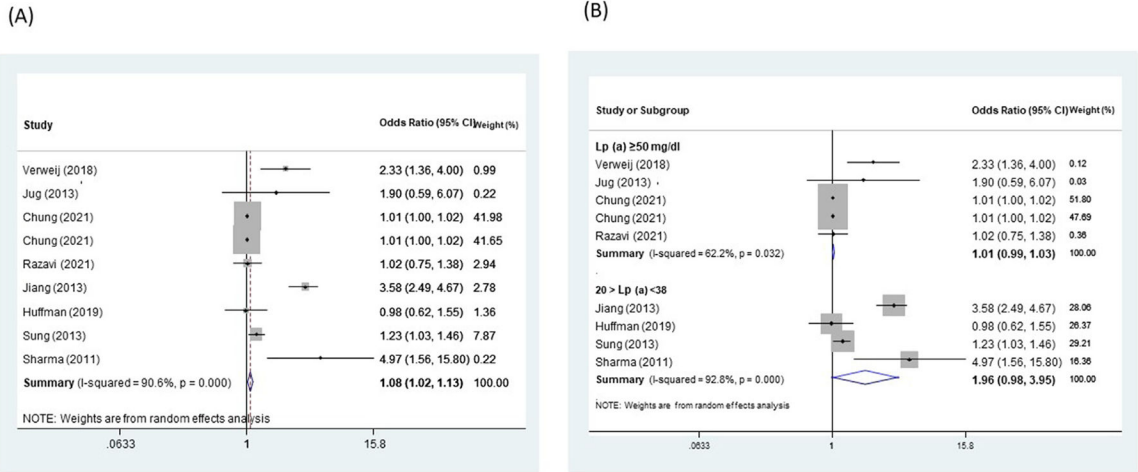 (A)
Study Odds Ratio (95% CI) Weight (%)
Verweij (2018) 2.33 (1.36, 4.00) 0.99
Jug (2013) 1.90 (0.59, 6.07) 0.22
Chung (2021) 1.01 (1.00, 1.02) 41.98
Chung (2021) 1.01 (1.00, 1.02) 41.65
Razavi (2021) 1.02 (0.75, 1.38) 2.94
Jiang (2013) 3.58 (2.49, 4.67) 2.78
Huffman (2019) 0.98 (0.62, 1.55) 1.36
Sung (2013) 1.23 (1.03, 1.46) 7.87
Sharma (2011) 4.97 (1.56, 15.80) 0.22
Summary (I-squared = 90.6%, p = 0.000) 1.08 (1.02, 1.13) 100.00
NOTE: Weights are from random effects analysis
.0633 1 15.8
(B)
Study or Subgroup Odds Ratio (95% CI) Weight (%)
Lp (a) ≥50 mg/dl
Verweij (2018) 2.33 (1.36, 4.00) 0.12
Jug (2013) 1.90 (0.59, 6.07) 0.03
Chung (2021) 1.01 (1.00, 1.02) 51.80
Chung (2021) 1.01 (1.00, 1.02) 47.69
Razavi (2021) 1.02 (0.75, 1.38) 0.36
Summary (I-squared = 62.2%, p = 0.032) 1.01 (0.99, 1.03) 100.00
20 > Lp (a) <38
Jiang (2013) 3.58 (2.49, 4.67) 28.06
Huffman (2019) 0.98 (0.62, 1.55) 26.37
Sung (2013) 1.23 (1.03, 1.46) 29.21
Sharma (2011) 4.97 (1.56, 15.80) 16.36
Summary (I-squared = 92.8%, p = 0.000) 1.96 (0.98, 3.95) 100.00
NOTE: Weights are from random effects analysis
.0633 1 15.8